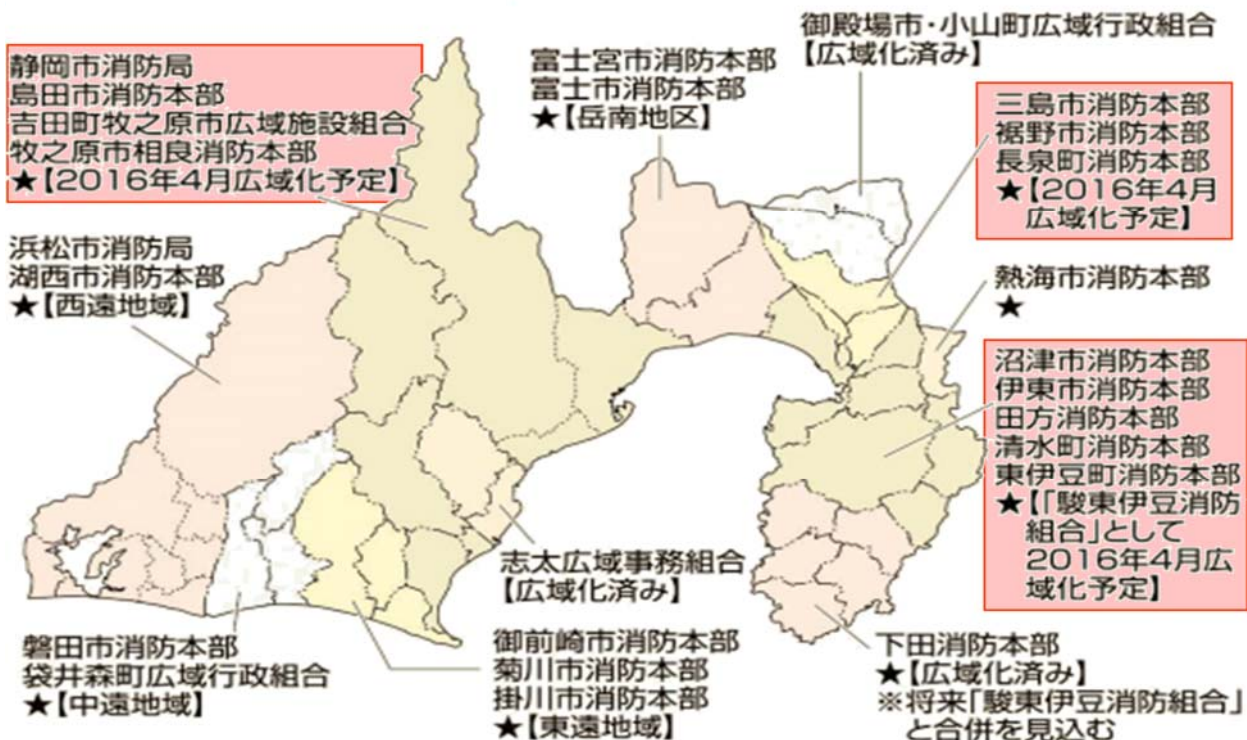 静岡市消防局
島田市消防本部
吉田町牧之原市広域施設組合
牧之原市相良消防本部
★【2016年4月広域化予定】
浜松市消防局
湖西市消防本部
★【西遠地域】
富士宮市消防本部
富士市消防本部
★【岳南地区】
御殿場市・小山町広域行政組合
【広域化済み】
三島市消防本部
裾野市消防本部
長泉町消防本部
★【2016年4月
広域化予定】
熱海市消防本部
★
沼津市消防本部
伊東市消防本部
田方消防本部
清水町消防本部
東伊豆町消防本部
★【「駿東伊豆消防
組合」として
2016年4月広
域化予定】
志太広域事務組合
【広域化済み】
磐田市消防本部
袋井森町広域行政組合
★【中遠地域】
御前崎市消防本部
菊川市消防本部
掛川市消防本部
★【東遠地域】
下田消防本部
★【広域化済み】
※将来「駿東伊豆消防組合」
と合併を見込む